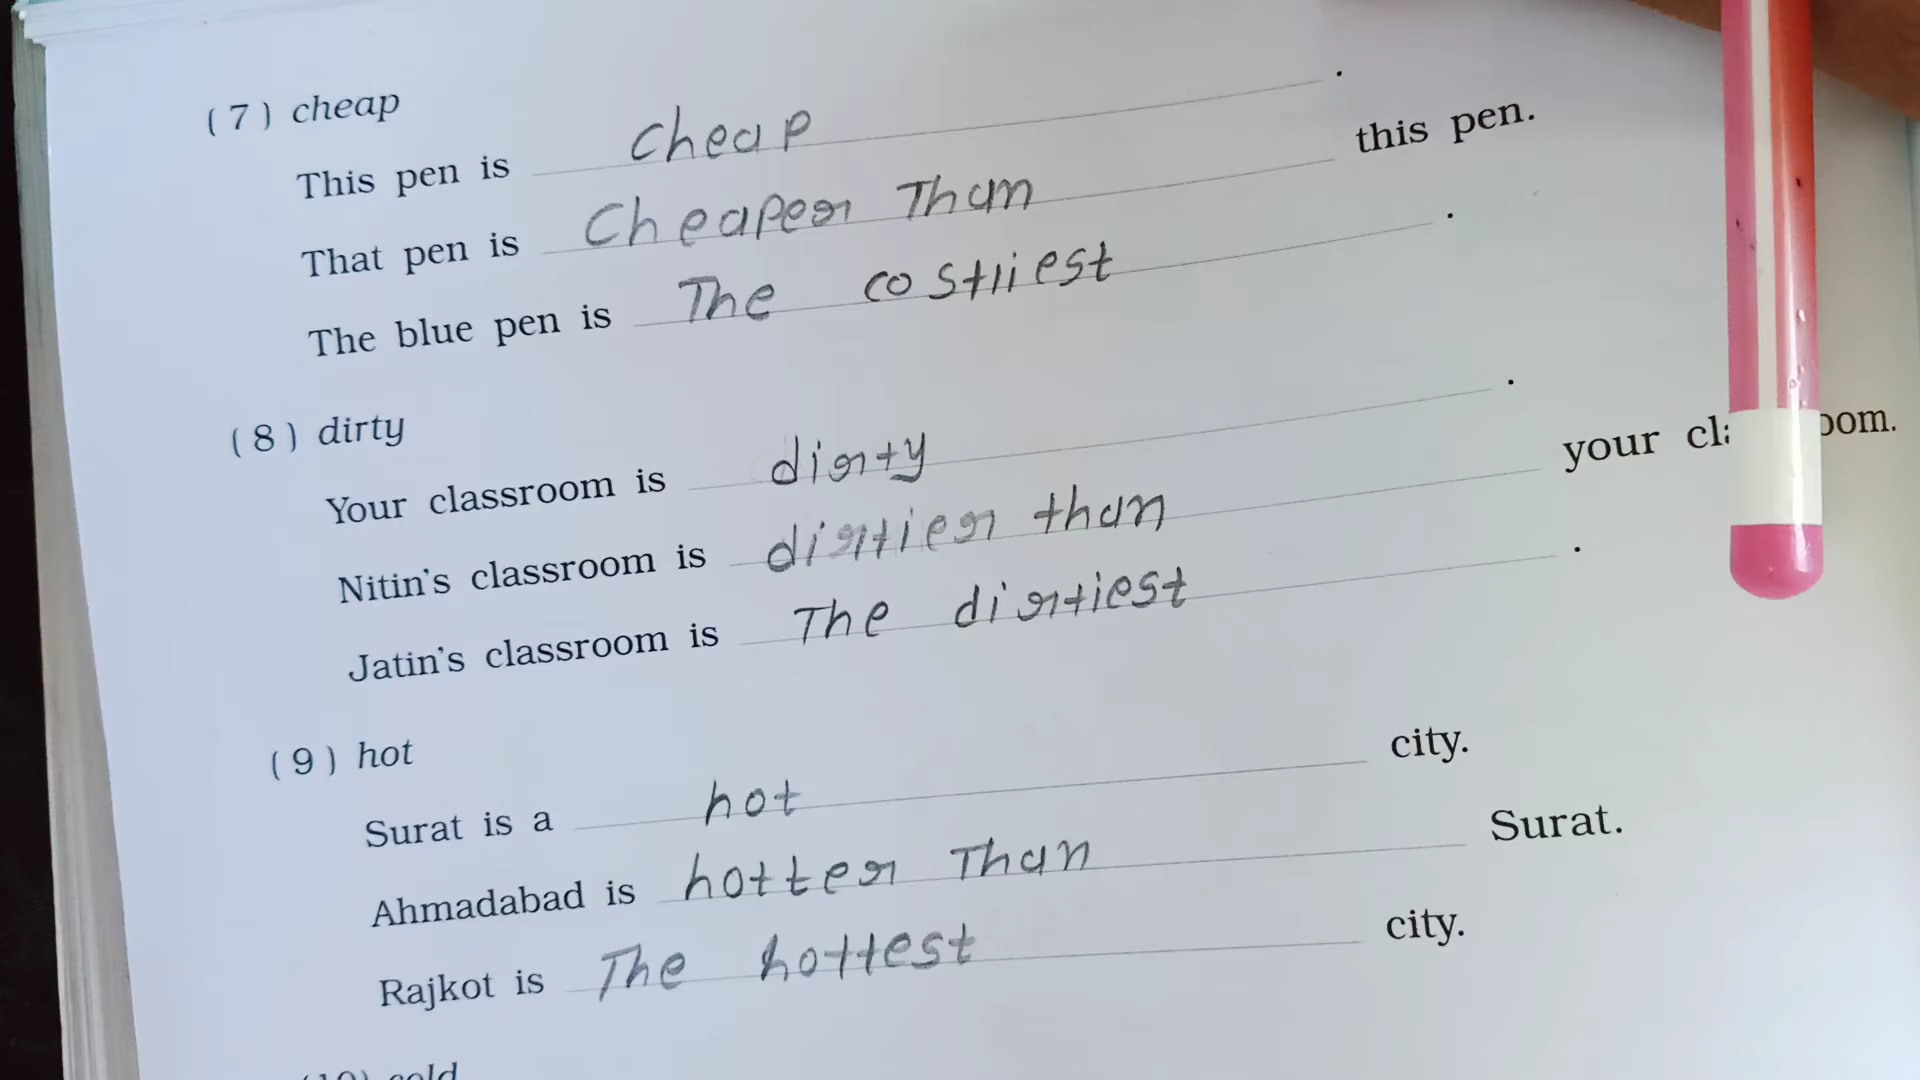 (7) cheap
This pen is cheap .
That pen is Cheaper Than this pen.
The blue pen is The costliest .
(8) dirty
Your classroom is dirty .
Nitin's classroom is dirtier than your cl oom.
Jatin's classroom is The dirtiest .
(9) hot
Surat is a hot city.
Ahmadabad is hotter Than Surat.
Rajkot is The hottest city.
(10) cold